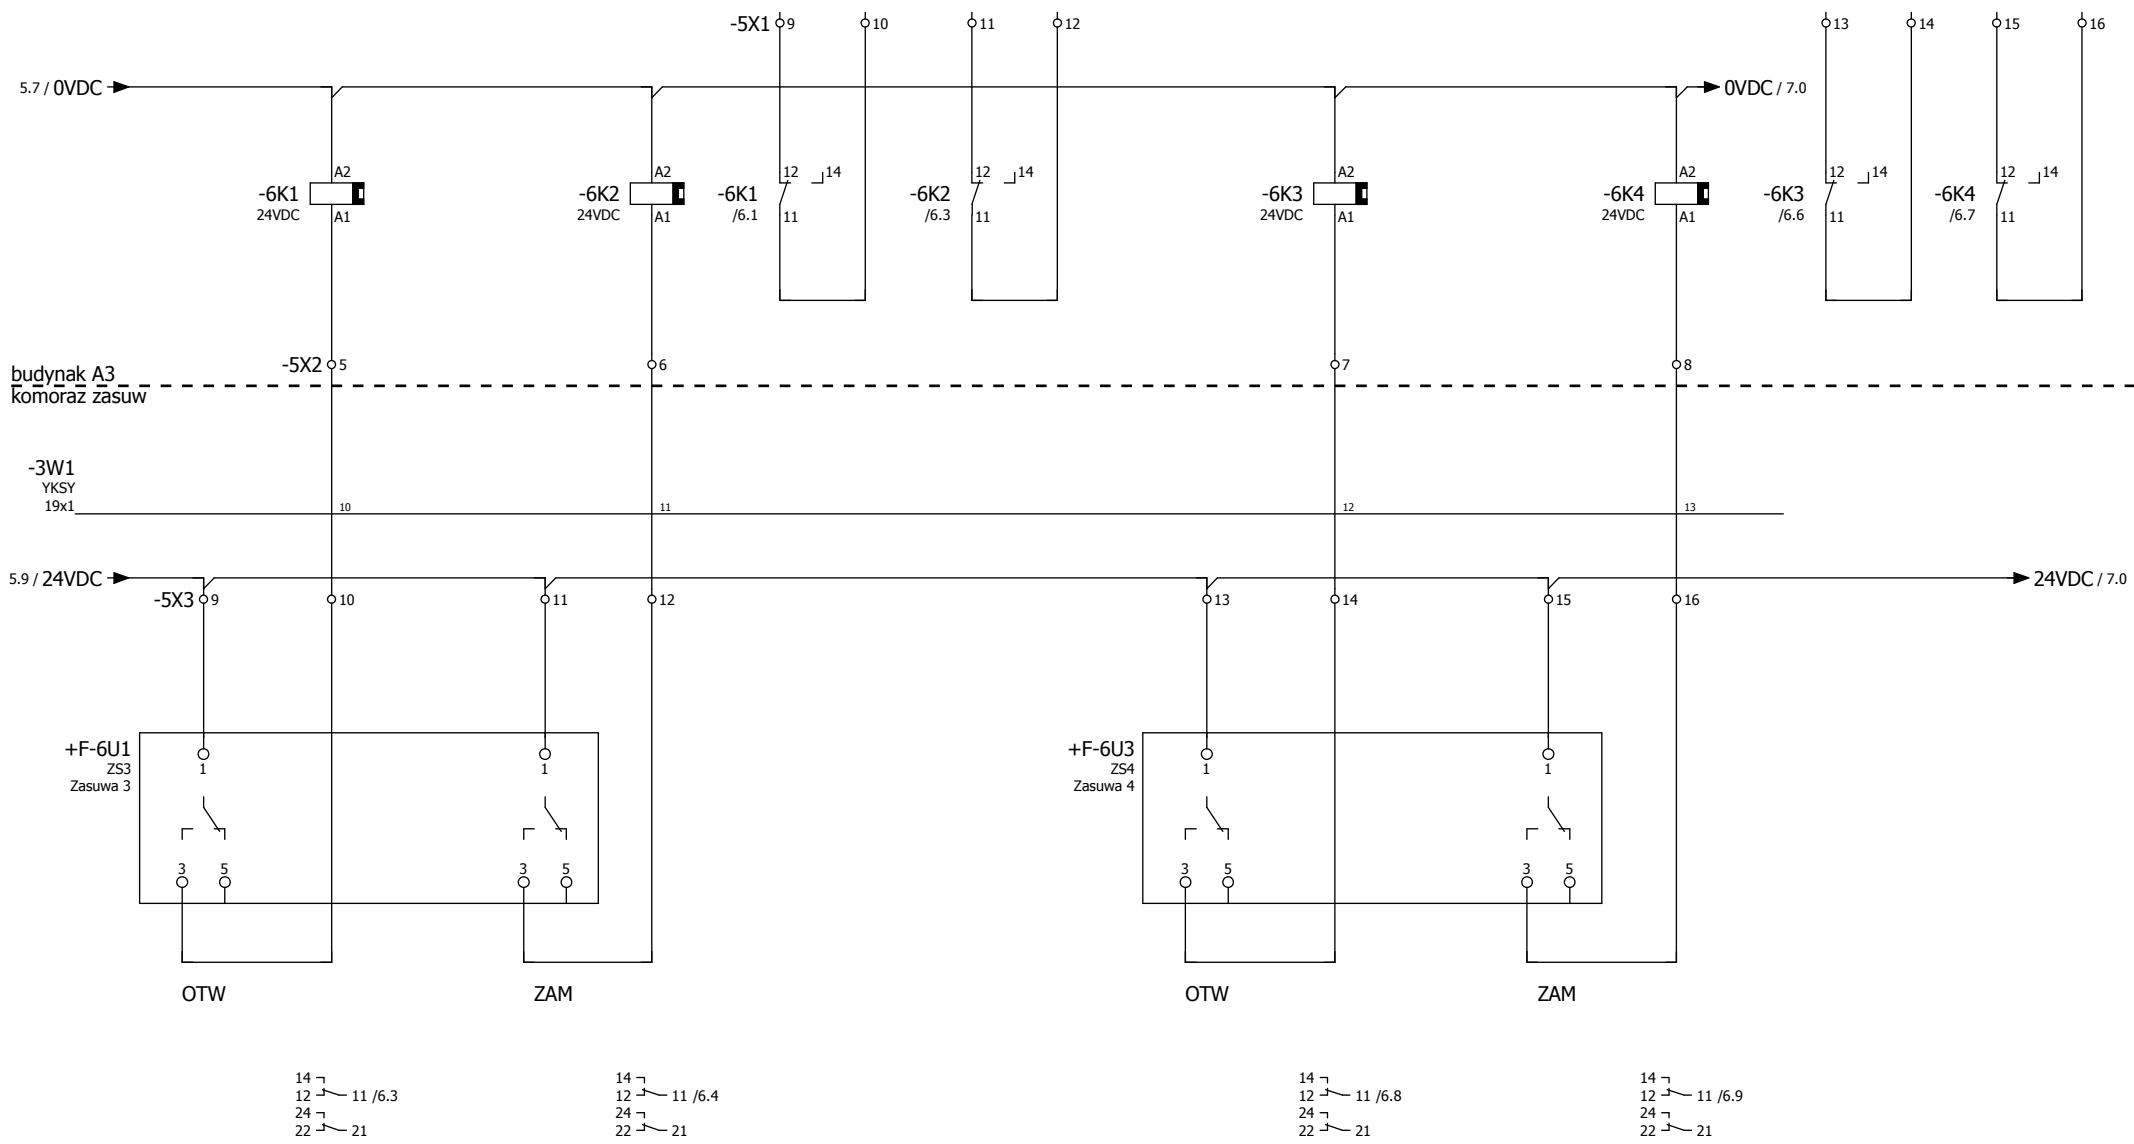 -5X1 9 10 11 12 13 14 15 16
5.7 / 0VDC 0VDC / 7.0
A2 A2 12 14 12 14 A2 A2 12 14 12 14
-6K1 -6K2 -6K1 -6K2 -6K3 -6K4 -6K3 -6K4
24VDC A1 24VDC A1 /6.1 11 /6.3 11 24VDC A1 24VDC A1 /6.6 11 /6.7 11
-5X2 5 6 7 8
budynak A3
komoraz zasuw
-3W1
YKSY
19x1 10 11 12 13
5.9 / 24VDC 24VDC / 7.0
-5X3 9 10 11 12 13 14 15 16
+F-6U1 +F-6U3
ZS3 1 1 ZS4 1 1
Zasuwa 3 Zasuwa 4
3 5 3 5 3 5 3 5
OTW ZAM OTW ZAM
14 14 14 14
12 11 /6.3 12 11 /6.4 12 11 /6.8 12 11 /6.9
24 24 24 24
22 21 22 21 22 21 22 21